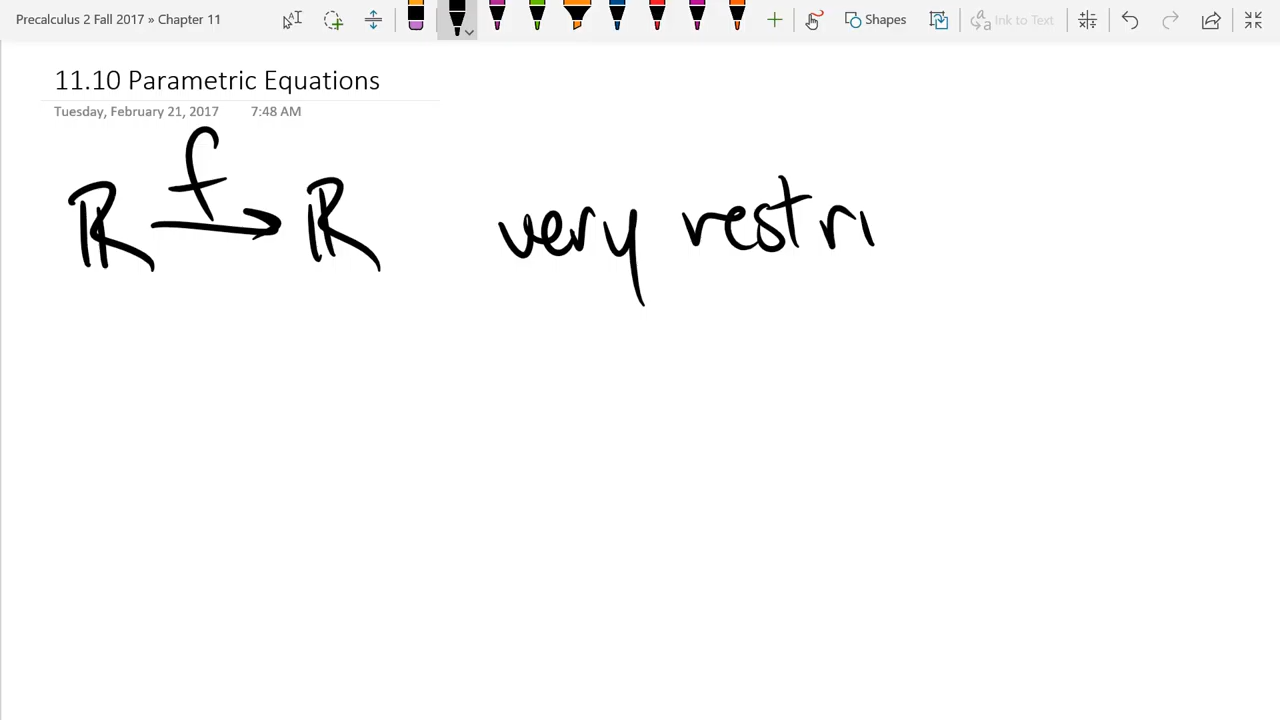 Precalculus 2 Fall 2017 » Chapter 11
Shapes
Ink to Text
11.10 Parametric Equations
Tuesday, February 21, 2017 7:48 AM
ℝ →f ℝ very restri